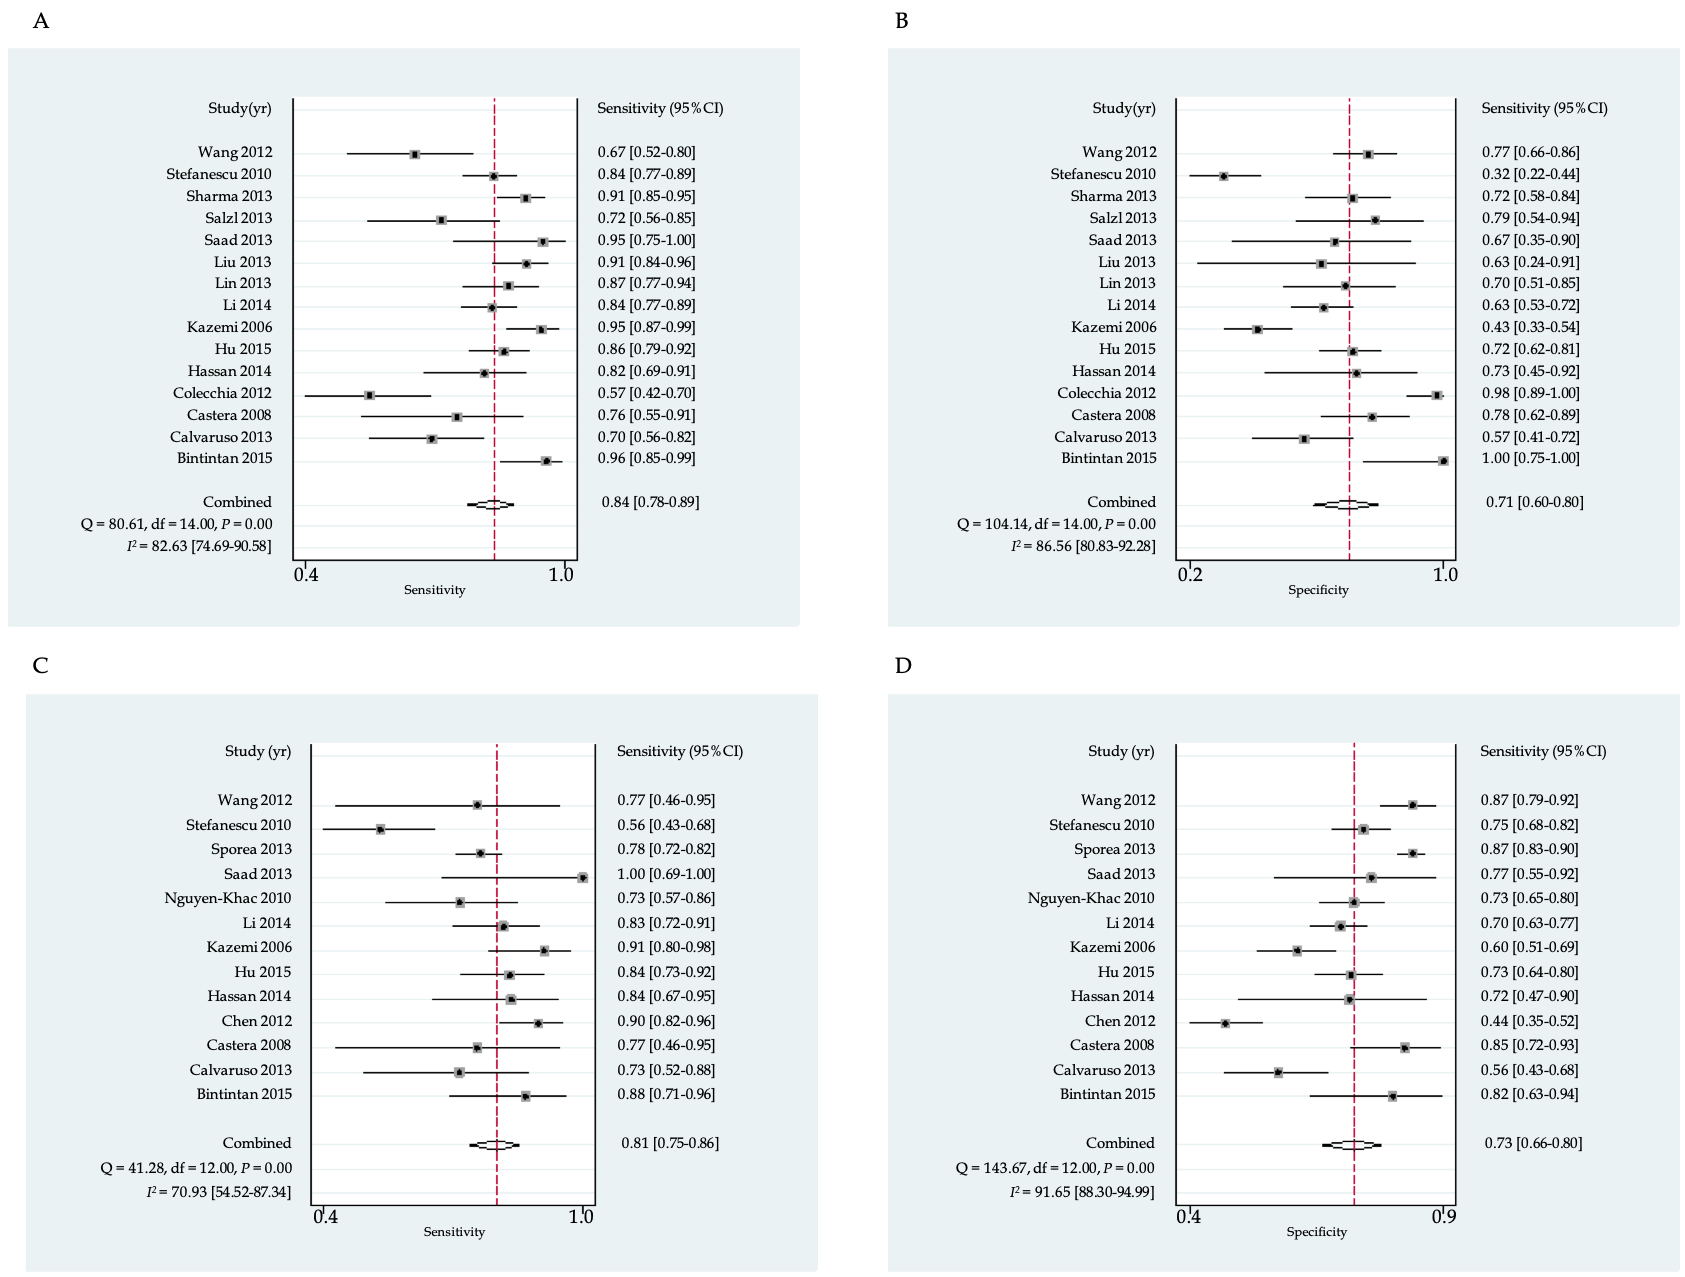 A
Study(yr) Sensitivity (95%CI)
Wang 2012 0.67 [0.52-0.80]
Stefanescu 2010 0.84 [0.77-0.89]
Sharma 2013 0.91 [0.85-0.95]
Salzl 2013 0.72 [0.56-0.85]
Saad 2013 0.95 [0.75-1.00]
Liu 2013 0.91 [0.84-0.96]
Lin 2013 0.87 [0.77-0.94]
Li 2014 0.84 [0.77-0.89]
Kazemi 2006 0.95 [0.87-0.99]
Hu 2015 0.86 [0.79-0.92]
Hassan 2014 0.82 [0.69-0.91]
Colecchia 2012 0.57 [0.42-0.70]
Castera 2008 0.76 [0.55-0.91]
Calvaruso 2013 0.70 [0.56-0.82]
Bintintan 2015 0.96 [0.85-0.99]
Combined 0.84 [0.78-0.89]
Q = 80.61, df = 14.00, P = 0.00
I² = 82.63 [74.69-90.58]
0.4 1.0
Sensitivity
B
Study(yr) Sensitivity (95%CI)
Wang 2012 0.77 [0.66-0.86]
Stefanescu 2010 0.32 [0.22-0.44]
Sharma 2013 0.72 [0.58-0.84]
Salzl 2013 0.79 [0.54-0.94]
Saad 2013 0.67 [0.35-0.90]
Liu 2013 0.63 [0.24-0.91]
Lin 2013 0.70 [0.51-0.85]
Li 2014 0.63 [0.53-0.72]
Kazemi 2006 0.43 [0.33-0.54]
Hu 2015 0.72 [0.62-0.81]
Hassan 2014 0.73 [0.45-0.92]
Colecchia 2012 0.98 [0.89-1.00]
Castera 2008 0.78 [0.62-0.89]
Calvaruso 2013 0.57 [0.41-0.72]
Bintintan 2015 1.00 [0.75-1.00]
Combined 0.71 [0.60-0.80]
Q = 104.14, df = 14.00, P = 0.00
I² = 86.56 [80.83-92.28]
0.2 1.0
Specificity
C
Study (yr) Sensitivity (95%CI)
Wang 2012 0.77 [0.46-0.95]
Stefanescu 2010 0.56 [0.43-0.68]
Sporea 2013 0.78 [0.72-0.82]
Saad 2013 1.00 [0.69-1.00]
Nguyen-Khac 2010 0.73 [0.57-0.86]
Li 2014 0.83 [0.72-0.91]
Kazemi 2006 0.91 [0.80-0.98]
Hu 2015 0.84 [0.73-0.92]
Hassan 2014 0.84 [0.67-0.95]
Chen 2012 0.90 [0.82-0.96]
Castera 2008 0.77 [0.46-0.95]
Calvaruso 2013 0.73 [0.52-0.88]
Bintintan 2015 0.88 [0.71-0.96]
Combined 0.81 [0.75-0.86]
Q = 41.28, df = 12.00, P = 0.00
I² = 70.93 [54.52-87.34]
0.4 1.0
Sensitivity
D
Study (yr) Sensitivity (95%CI)
Wang 2012 0.87 [0.79-0.92]
Stefanescu 2010 0.75 [0.68-0.82]
Sporea 2013 0.87 [0.83-0.90]
Saad 2013 0.77 [0.55-0.92]
Nguyen-Khac 2010 0.73 [0.65-0.80]
Li 2014 0.70 [0.63-0.77]
Kazemi 2006 0.60 [0.51-0.69]
Hu 2015 0.73 [0.64-0.80]
Hassan 2014 0.72 [0.47-0.90]
Chen 2012 0.44 [0.35-0.52]
Castera 2008 0.85 [0.72-0.93]
Calvaruso 2013 0.56 [0.43-0.68]
Bintintan 2015 0.82 [0.63-0.94]
Combined 0.73 [0.66-0.80]
Q = 143.67, df = 12.00, P = 0.00
I² = 91.65 [88.30-94.99]
0.4 0.9
Specificity